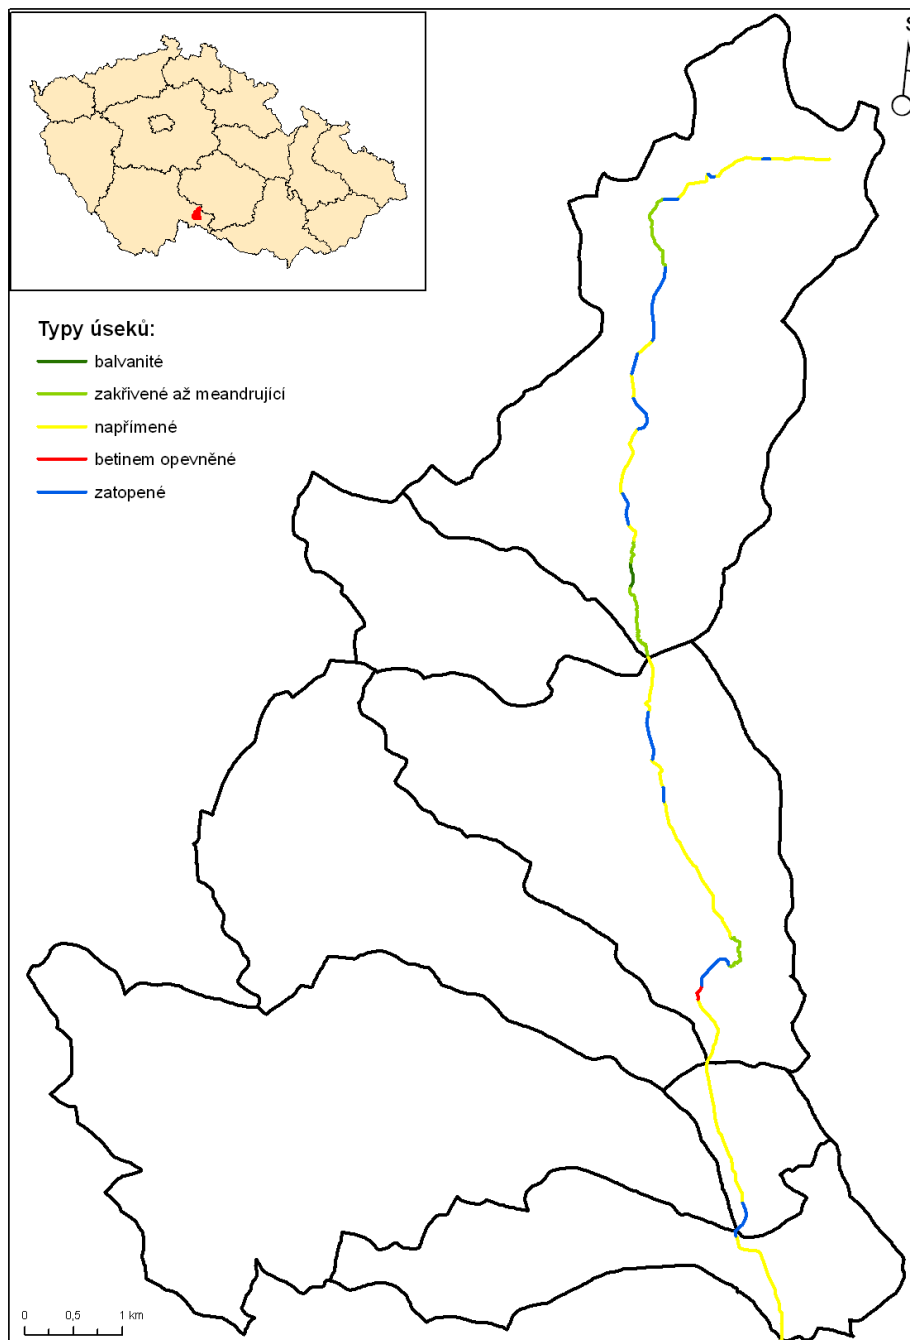 S
Typy úseků:
balvanité
zakřivené až meandrující
napřímené
betinem opevněné
zatopené
0 0,5 1 km